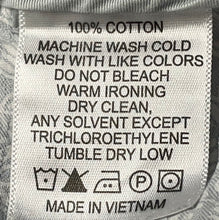 100% COTTON
MACHINE WASH COLD
WASH WITH LIKE COLORS
DO NOT BLEACH
WARM IRONING
DRY CLEAN,
ANY SOLVENT EXCEPT
TRICHLOROETHYLENE
TUMBLE DRY LOW
P
MADE IN VIETNAM